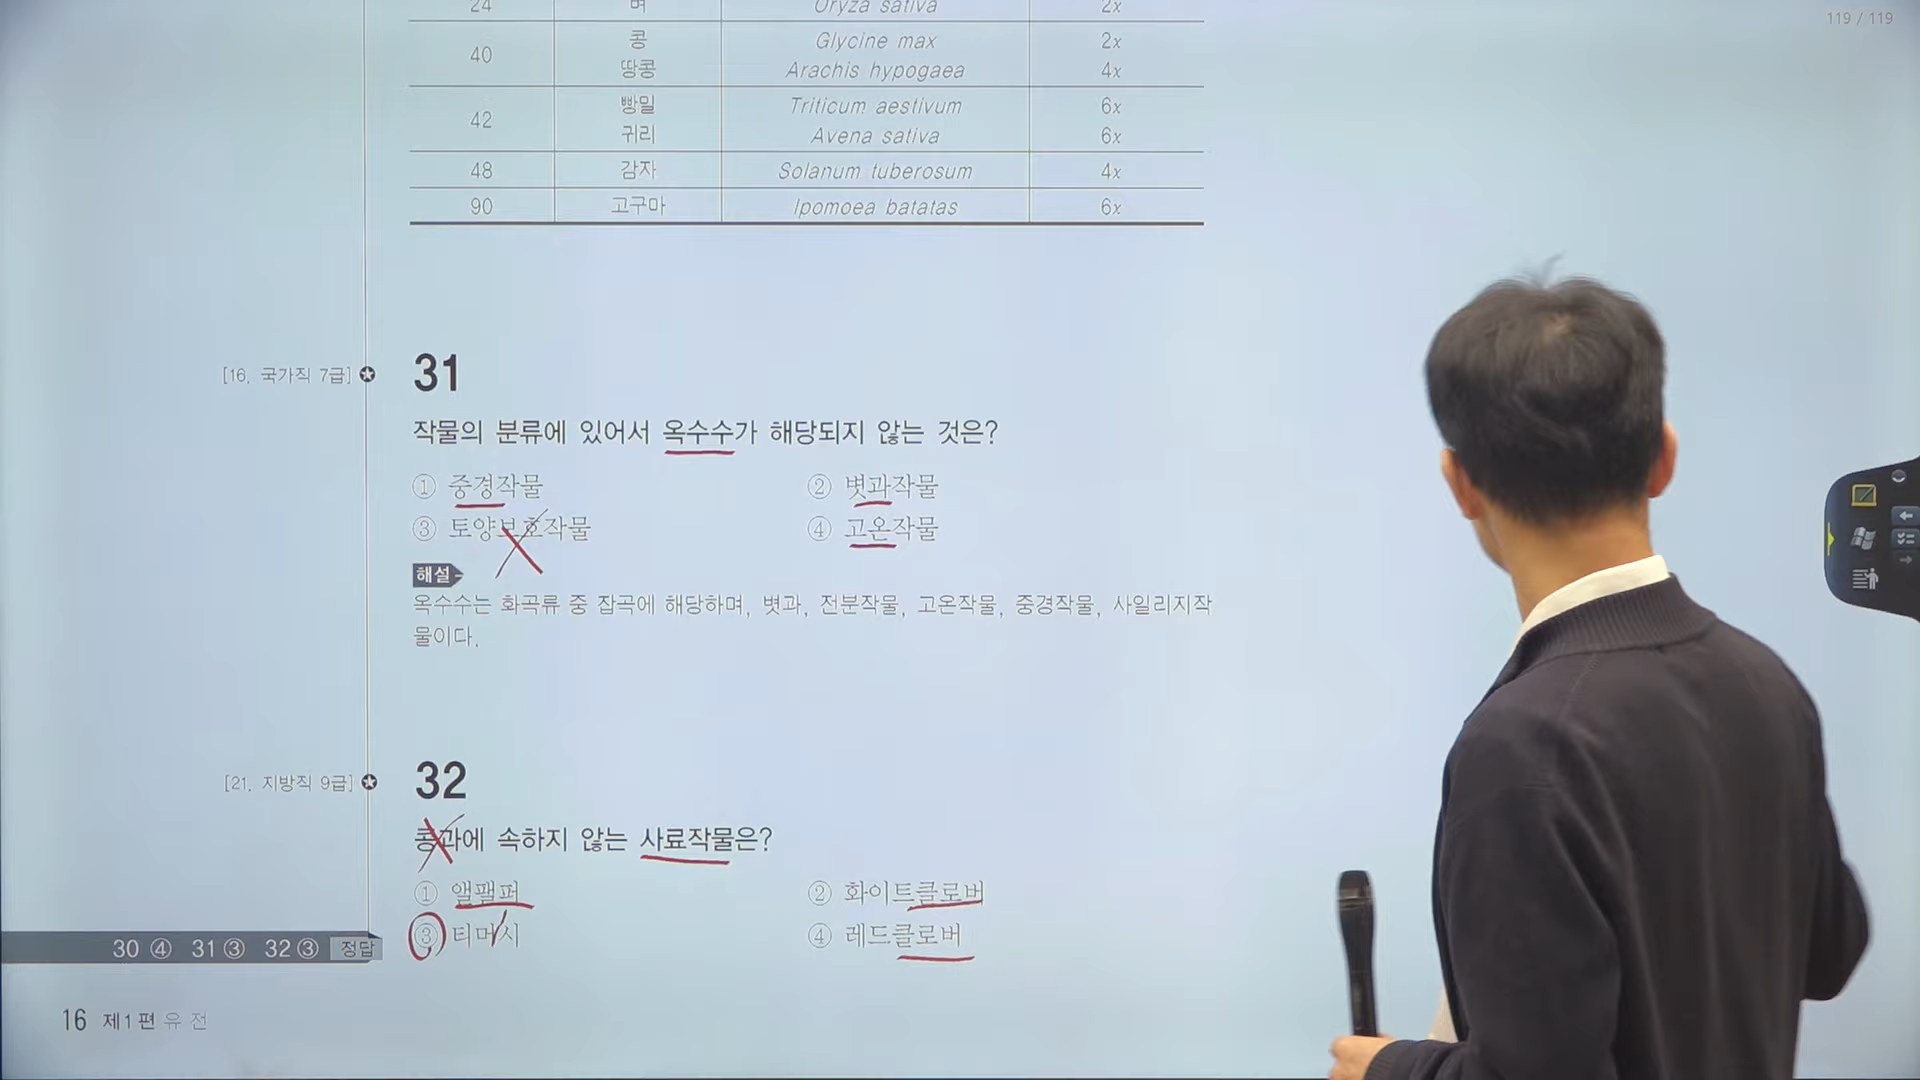 119 / 119
24 벼 Oryza sativa 2x
40 콩 Glycine max 2x
땅콩 Arachis hypogaea 4x
42 빵밀 Triticum aestivum 6x
귀리 Avena sativa 6x
48 감자 Solanum tuberosum 4x
90 고구마 Ipomoea batatas 6x
[16. 국가직 7급] 31
작물의 분류에 있어서 옥수수가 해당되지 않는 것은?
① 중경작물 ② 볏과작물
③ 토양보호작물 ④ 고온작물
해설
옥수수는 화곡류 중 잡곡에 해당하며, 볏과, 전분작물, 고온작물, 중경작물, 사일리지작
물이다.
[21. 지방직 9급] 32
콩과에 속하지 않는 사료작물은?
① 앨팰퍼 ② 화이트클로버
③ 티머시 ④ 레드클로버
30 ④ 31 ③ 32 ③ 정답
16 제1편 유 전